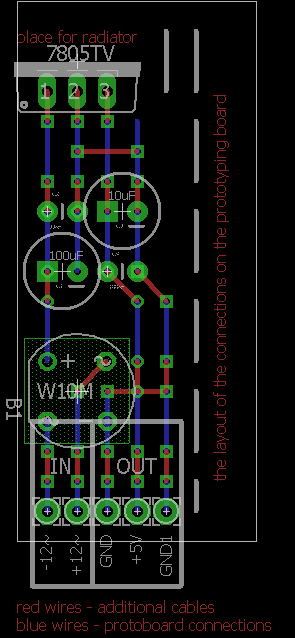 place for radiator
7805TV
1 2 3
10uF
100uF
W10M
B1
IN OUT
-12~
+12~
GND
+5V
GND1
the layout of the connections on the prototyping board
red wires - additional cables
blue wires - protoboard connections